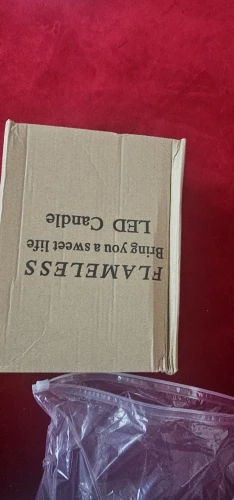 FLAMELESS
Bring you a sweet life
LED Candle